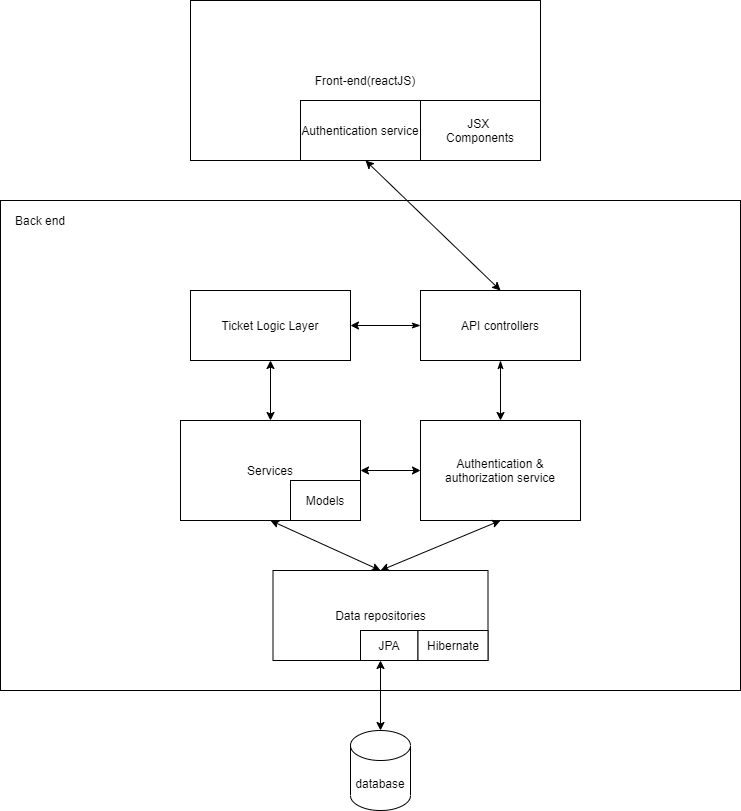 Front-end(reactJS)
Authentication service
JSX
Components
Back end
Ticket Logic Layer
API controllers
Services
Models
Authentication &
authorization service
Data repositories
JPA
Hibernate
database